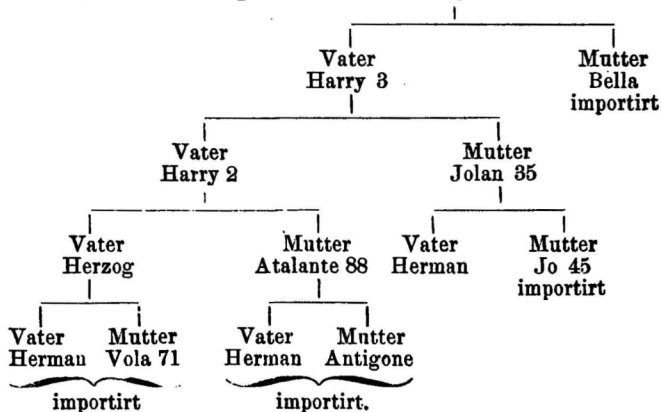 Vater Mutter
Harry 3 Bella
importirt
Vater Mutter
Harry 2 Jolan 35
Vater Mutter Vater Mutter
Herzog Atalante 88 Herman Jo 45
importirt
Vater Mutter Vater Mutter
Herman Vola 71 Herman Antigone
importirt importirt.